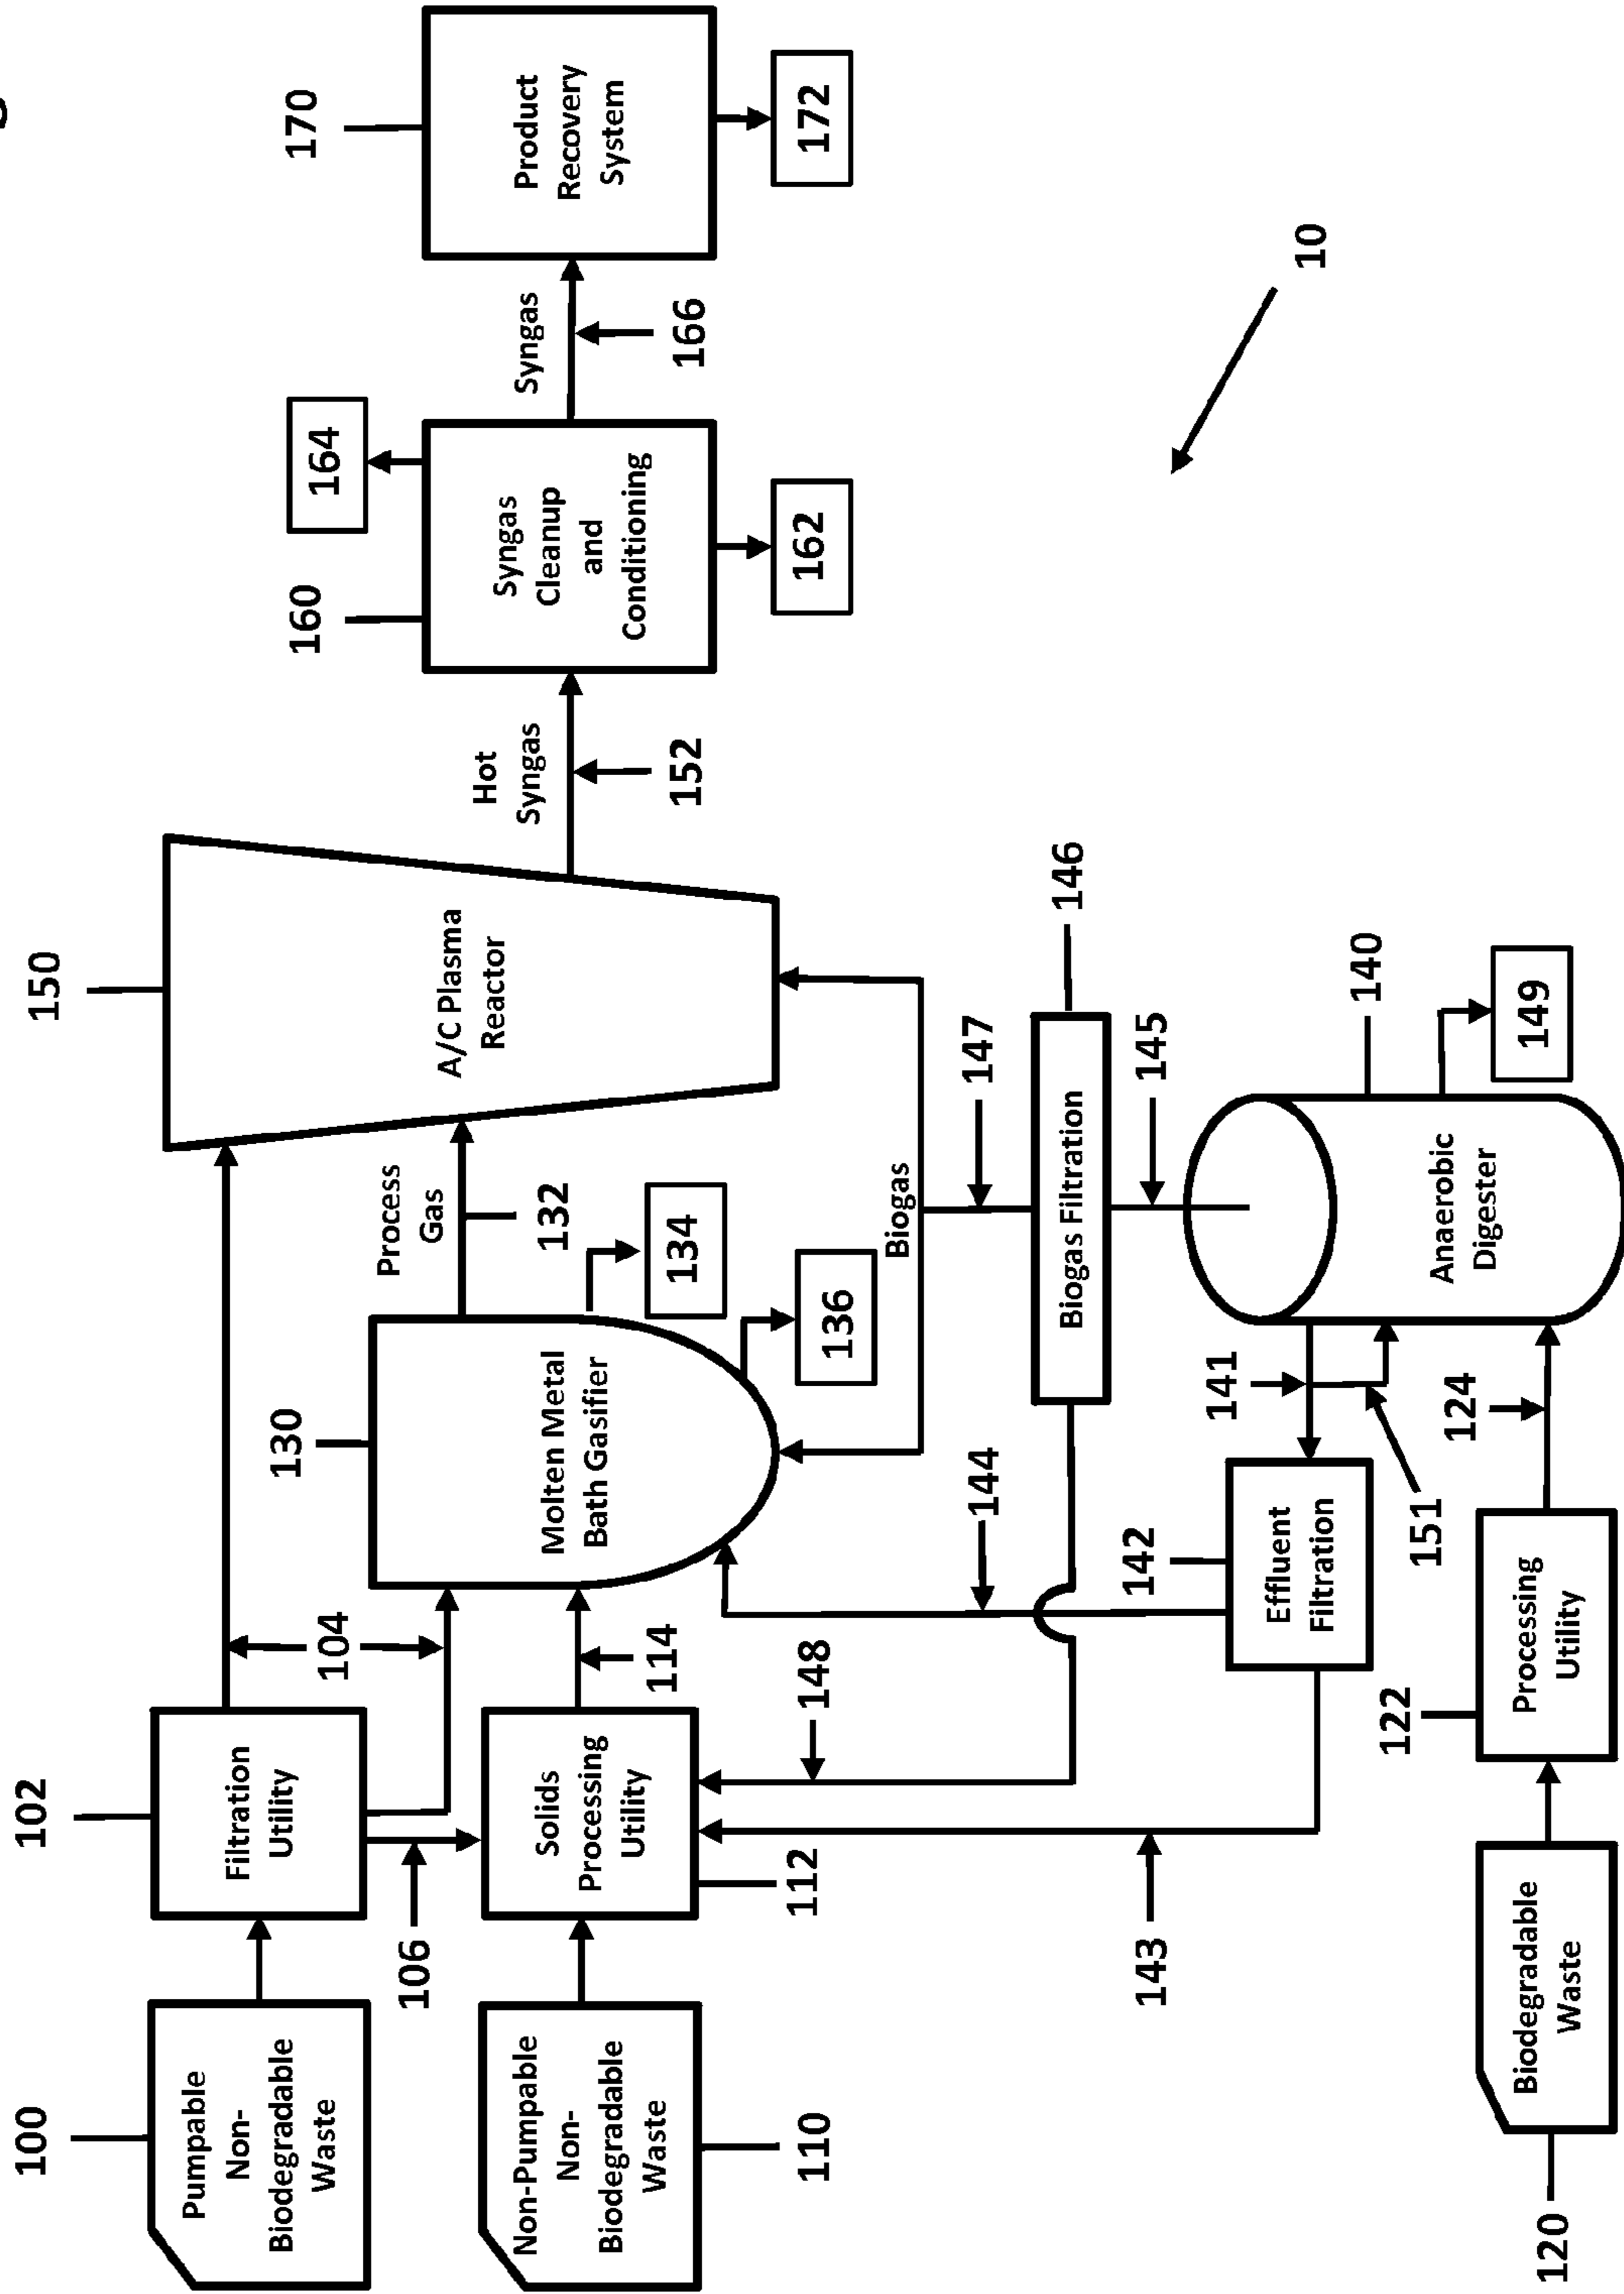 100
102
150
Pumpable
Non-
Biodegradable
Waste
Filtration
Utility
104
106
130
Process
Gas
132
A/C Plasma
Reactor
Hot
Syngas
152
160
164
Syngas
Cleanup
and
Conditioning
162
Syngas
166
170
Product
Recovery
System
172
Non-Pumpable
Non-
Biodegradable
Waste
110
Solids
Processing
Utility
112
114
Molten Metal
Bath Gasifier
134
136
148
Biogas
144
147
Biogas Filtration
146
143
142
Effluent
Filtration
141
145
151
140
Anaerobic
Digester
149
120
Biodegradable
Waste
122
Processing
Utility
124
10